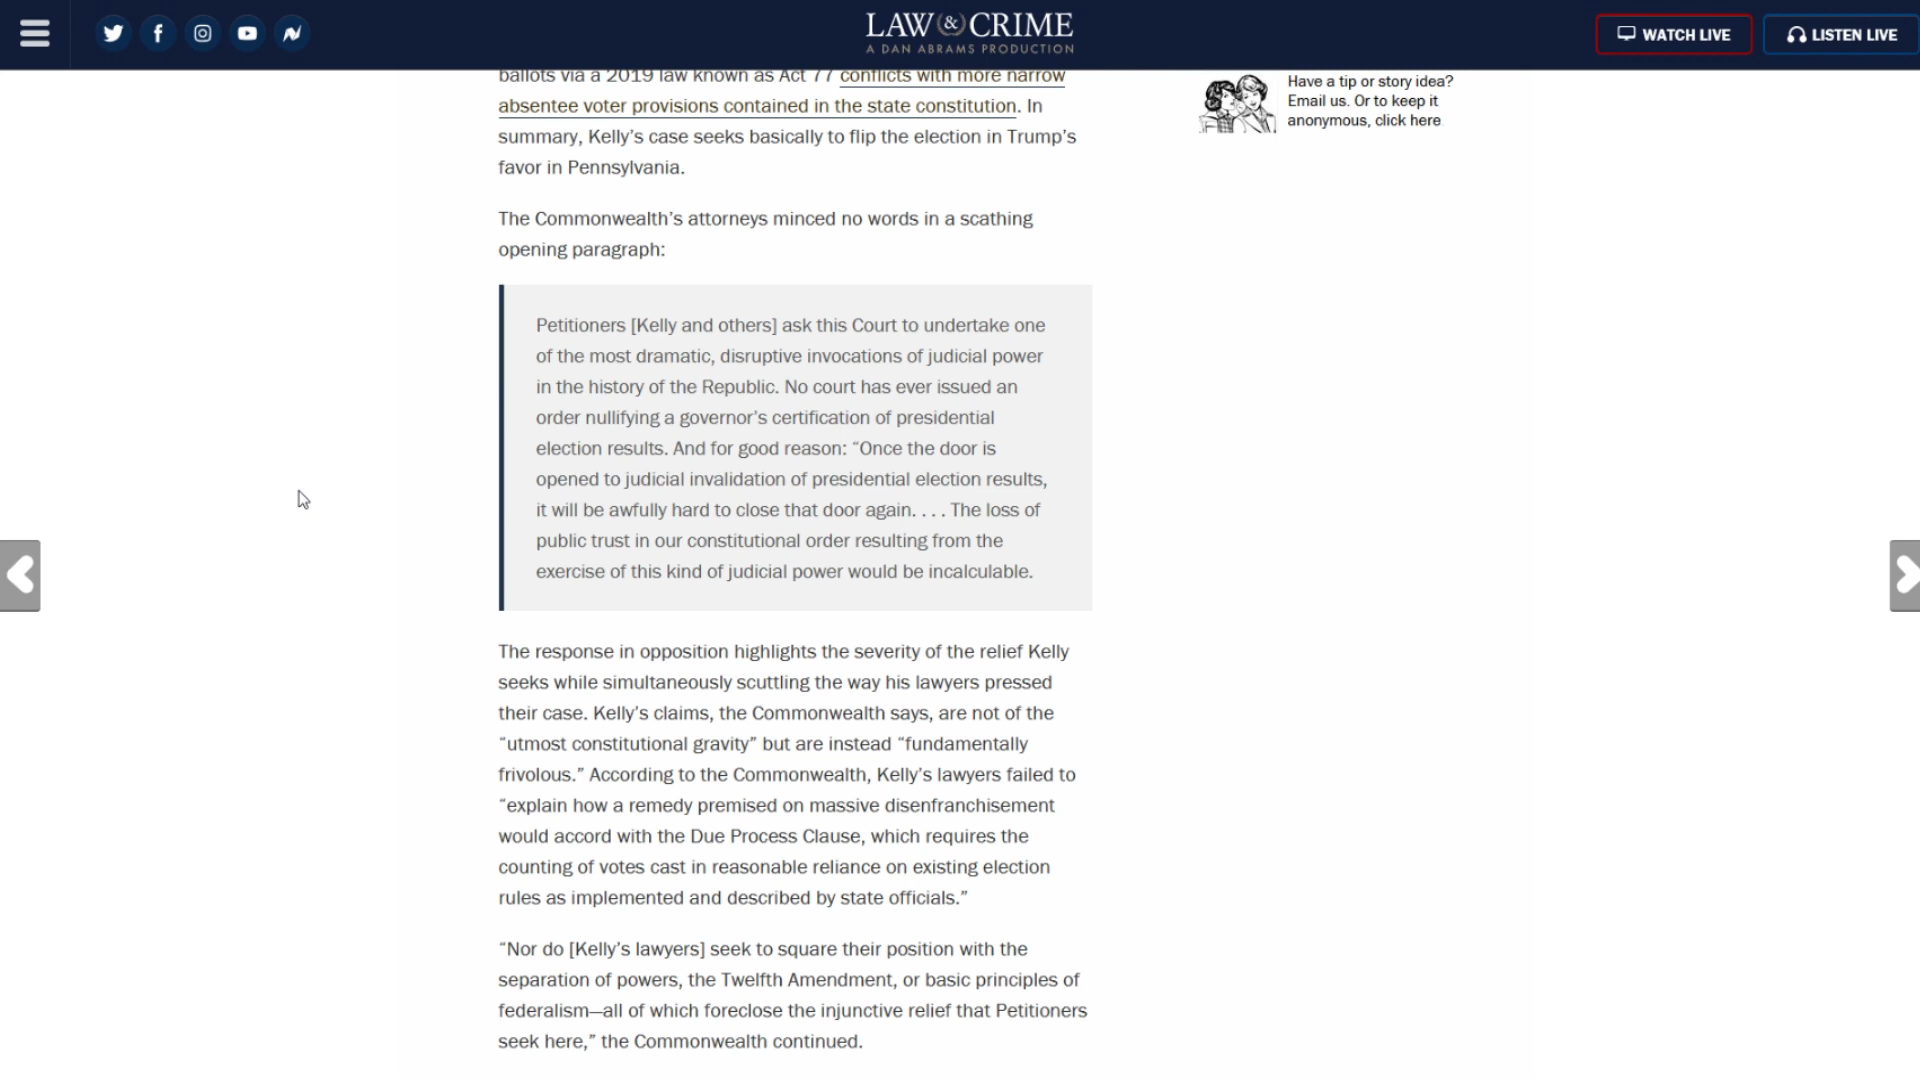 LAW & CRIME
A DAN ABRAMS PRODUCTION
WATCH LIVE
LISTEN LIVE
ballots via a 2019 law known as Act 77 conflicts with more narrow
absentee voter provisions contained in the state constitution. In
summary, Kelly’s case seeks basically to flip the election in Trump’s
favor in Pennsylvania.
The Commonwealth’s attorneys minced no words in a scathing
opening paragraph:
Petitioners [Kelly and others] ask this Court to undertake one
of the most dramatic, disruptive invocations of judicial power
in the history of the Republic. No court has ever issued an
order nullifying a governor’s certification of presidential
election results. And for good reason: “Once the door is
opened to judicial invalidation of presidential election results,
it will be awfully hard to close that door again. . . . The loss of
public trust in our constitutional order resulting from the
exercise of this kind of judicial power would be incalculable.
The response in opposition highlights the severity of the relief Kelly
seeks while simultaneously scuttling the way his lawyers pressed
their case. Kelly’s claims, the Commonwealth says, are not of the
“utmost constitutional gravity” but are instead “fundamentally
frivolous.” According to the Commonwealth, Kelly’s lawyers failed to
“explain how a remedy premised on massive disenfranchisement
would accord with the Due Process Clause, which requires the
counting of votes cast in reasonable reliance on existing election
rules as implemented and described by state officials.”
“Nor do [Kelly’s lawyers] seek to square their position with the
separation of powers, the Twelfth Amendment, or basic principles of
federalism—all of which foreclose the injunctive relief that Petitioners
seek here,” the Commonwealth continued.
Have a tip or story idea?
Email us. Or to keep it
anonymous, click here